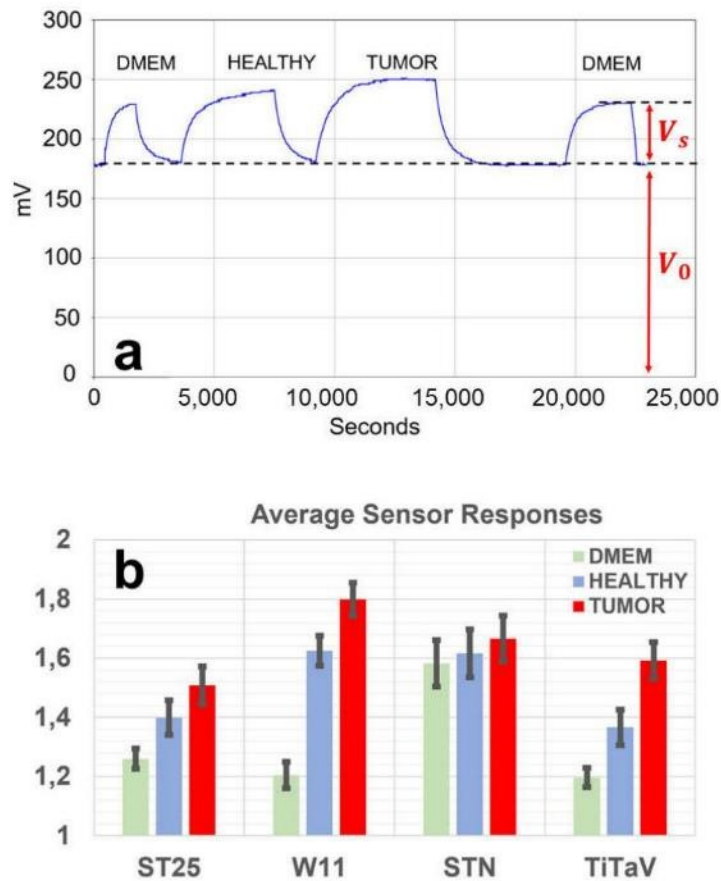 300
250
200
150
100
50
0
mV
DMEM
HEALTHY
TUMOR
DMEM
Vs
V0
a
0 5,000 10,000 15,000 20,000 25,000
Seconds
Average Sensor Responses
b
2
1,8
1,6
1,4
1,2
1
DMEM
HEALTHY
TUMOR
ST25 W11 STN TiTaV